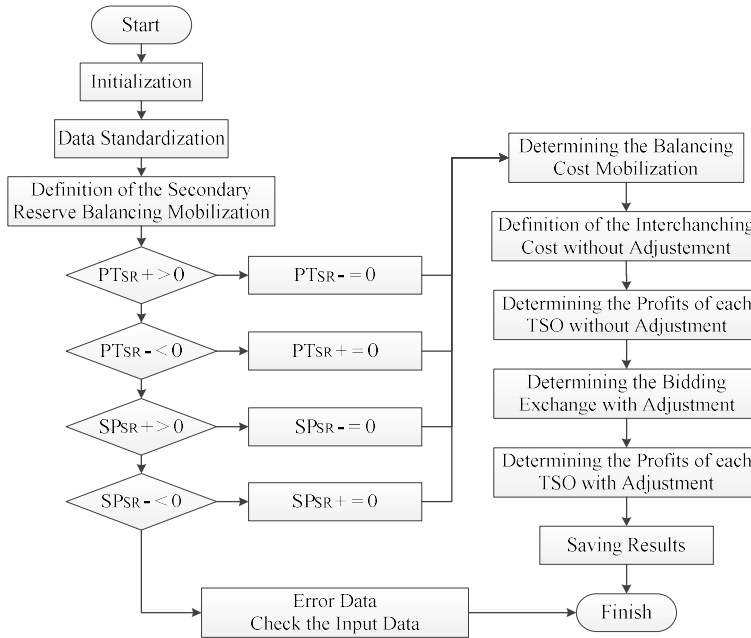 Start
Initialization
Data Standardization
Definition of the Secondary
Reserve Balancing Mobilization
PTSR+>0
PTSR-=0
PTSR-<0
PTSR+=0
SPSR+>0
SPSR-=0
SPSR-<0
SPSR+=0
Error Data
Check the Input Data
Determining the Balancing
Cost Mobilization
Definition of the Interchanching
Cost without Adjustement
Determining the Profits of each
TSO without Adjustment
Determining the Bidding
Exchange with Adjustment
Determining the Profits of each
TSO with Adjustment
Saving Results
Finish